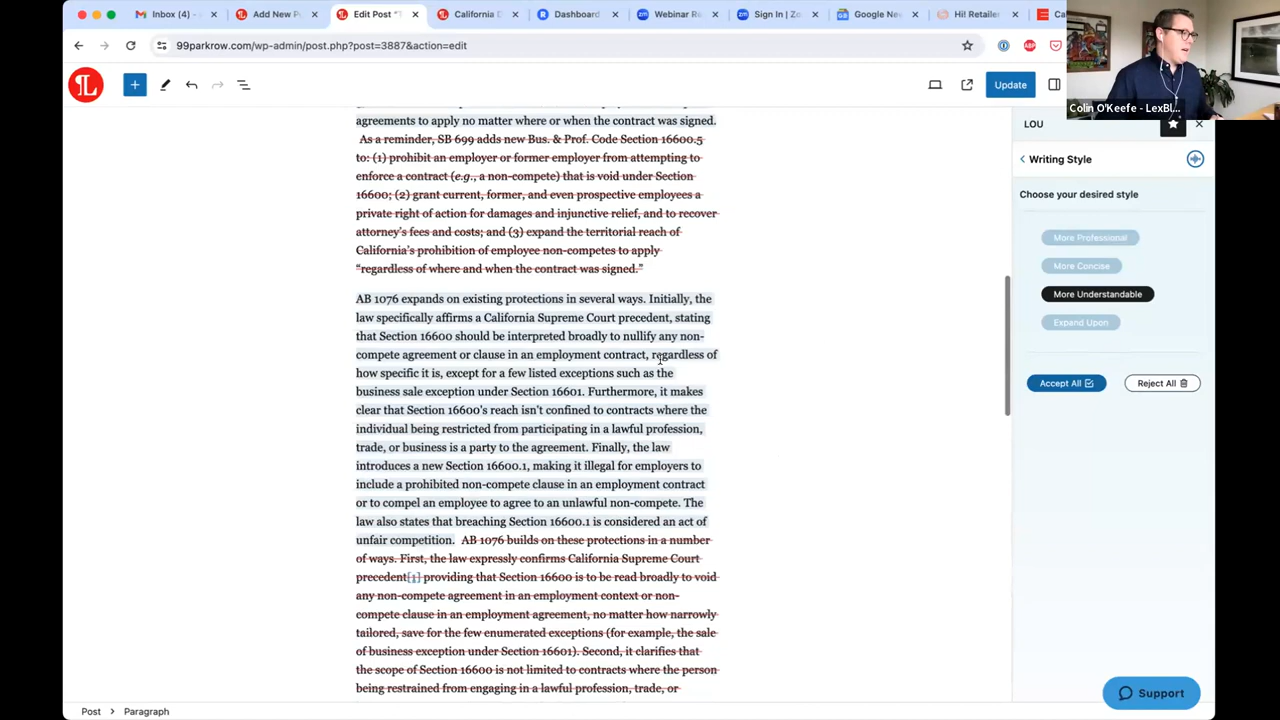 Inbox (4)
Add New P
Edit Post "T
California D
Dashboard
Webinar R
Sign In | Zo
Google Ne
Hi! Retailer
Ca
99parkrow.com/wp-admin/post.php?post=3887&action=edit
ABP
Colin O'Keefe - LexBl...
Update
LOU
Writing Style
Choose your desired style
More Professional
More Concise
More Understandable
Expand Upon
Accept All
Reject All
agreements to apply no matter where or when the contract was signed.
As a reminder, SB 699 adds new Bus. & Prof. Code Section 16600.5
to: (1) prohibit an employer or former employer from attempting to
enforce a contract (e.g., a non-compete) that is void under Section
16600; (2) grant current, former, and even prospective employees a
private right of action for damages and injunctive relief, and to recover
attorney's fees and costs; and (3) expand the territorial reach of
California's prohibition of employee non-competes to apply
“regardless of where and when the contract was signed.”
AB 1076 expands on existing protections in several ways. Initially, the
law specifically affirms a California Supreme Court precedent, stating
that Section 16600 should be interpreted broadly to nullify any non-
compete agreement or clause in an employment contract, regardless of
how specific it is, except for a few listed exceptions such as the
business sale exception under Section 16601. Furthermore, it makes
clear that Section 16600's reach isn't confined to contracts where the
individual being restricted from participating in a lawful profession,
trade, or business is a party to the agreement. Finally, the law
introduces a new Section 16600.1, making it illegal for employers to
include a prohibited non-compete clause in an employment contract
or to compel an employee to agree to an unlawful non-compete. The
law also states that breaching Section 16600.1 is considered an act of
unfair competition. AB 1076 builds on these protections in a number
of ways. First, the law expressly confirms California Supreme Court
precedent[1] providing that Section 16600 is to be read broadly to void
any non-compete agreement in an employment context or non-
compete clause in an employment agreement, no matter how narrowly
tailored, save for the few enumerated exceptions (for example, the sale
of business exception under Section 16601). Second, it clarifies that
the scope of Section 16600 is not limited to contracts where the person
being restrained from engaging in a lawful profession, trade, or
Support
Post > Paragraph